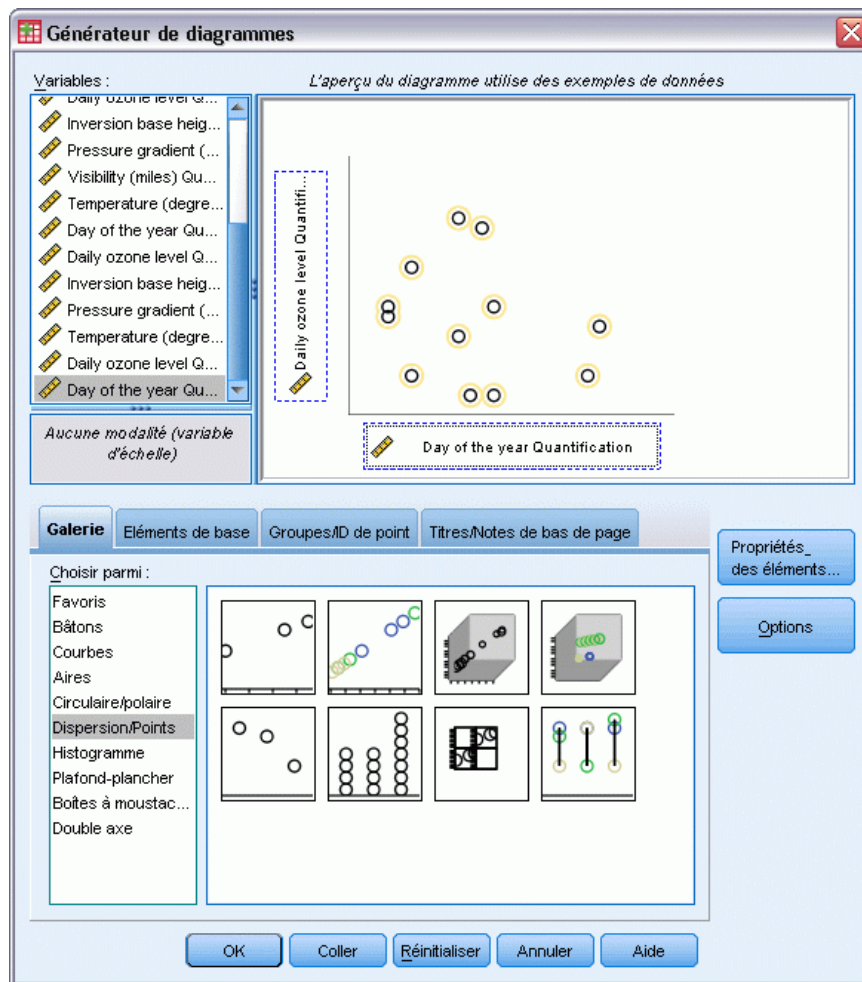 Générateur de diagrammes
Variables :
L'aperçu du diagramme utilise des exemples de données
Daily ozone level Q...
Inversion base heig...
Pressure gradient (...
Visibility (miles) Qu...
Temperature (degre...
Day of the year Qu...
Daily ozone level Q...
Inversion base heig...
Pressure gradient (...
Temperature (degre...
Daily ozone level Q...
Day of the year Qu...
Aucune modalité (variable
d'échelle)
Daily ozone level Quantifi...
Day of the year Quantification
Galerie
Eléments de base
Groupes/ID de point
Titres/Notes de bas de page
Choisir parmi :
Favoris
Bâtons
Courbes
Aires
Circulaire/polaire
Dispersion/Points
Histogramme
Plafond-plancher
Boîtes à moustac...
Double axe
Propriétés_
des éléments...
Options
OK
Coller
Réinitialiser
Annuler
Aide